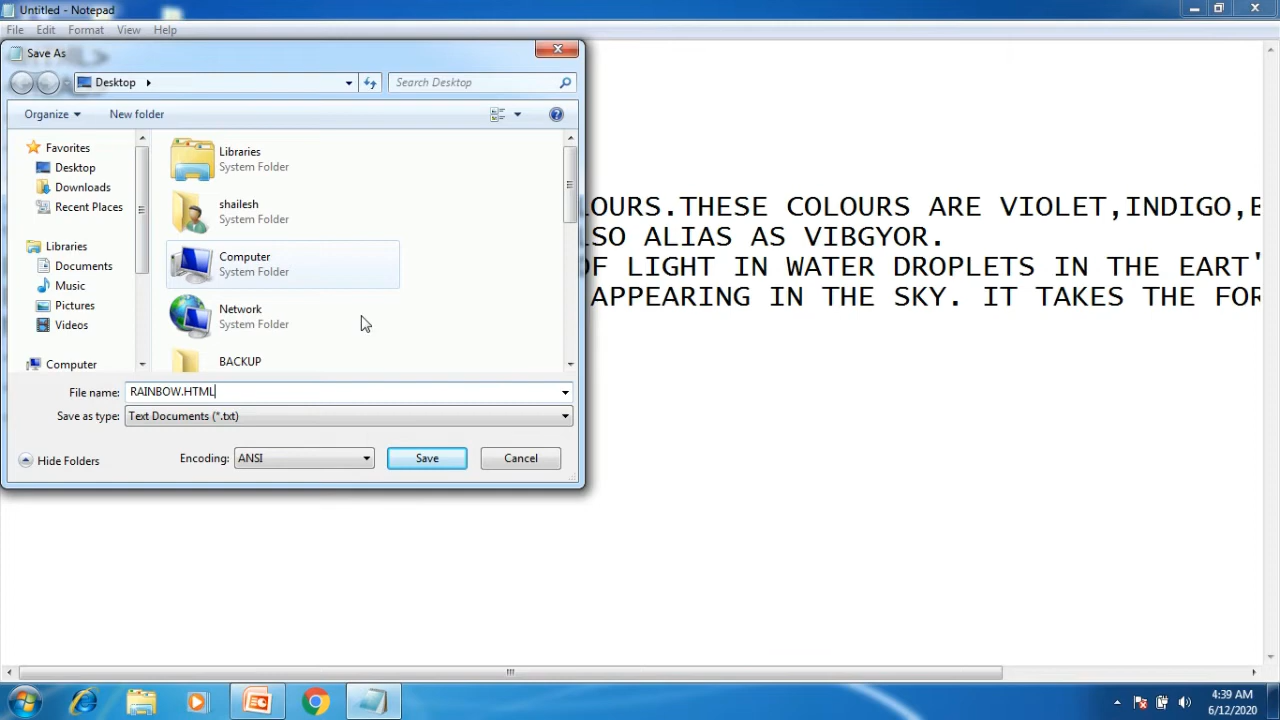 Untitled - Notepad
File Edit Format View Help
Save As
Desktop
Search Desktop
Organize New folder
Favorites
Desktop
Downloads
Recent Places
Libraries
Documents
Music
Pictures
Videos
Computer
Libraries
System Folder
shailesh
System Folder
Computer
System Folder
Network
System Folder
BACKUP
File name: RAINBOW.HTML
Save as type: Text Documents (*.txt)
Hide Folders Encoding: ANSI Save Cancel
OURS.THESE COLOURS ARE VIOLET,INDIGO,B
SO ALIAS AS VIBGYOR.
OF LIGHT IN WATER DROPLETS IN THE EART'
APPEARING IN THE SKY. IT TAKES THE FOR
4:39 AM
6/12/2020